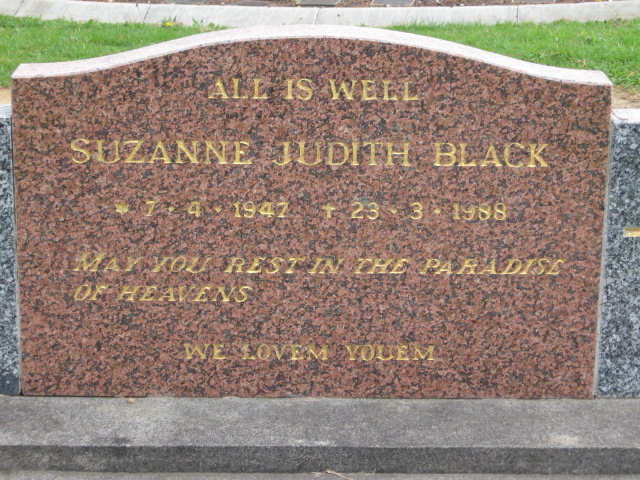 ALL IS WELL
SUZANNE JUDITH BLACK
* 7 · 4 · 1947 † 23 · 3 · 1988
MAY YOU REST IN THE PARADISE
OF HEAVENS
WE LOVEM YOUEM